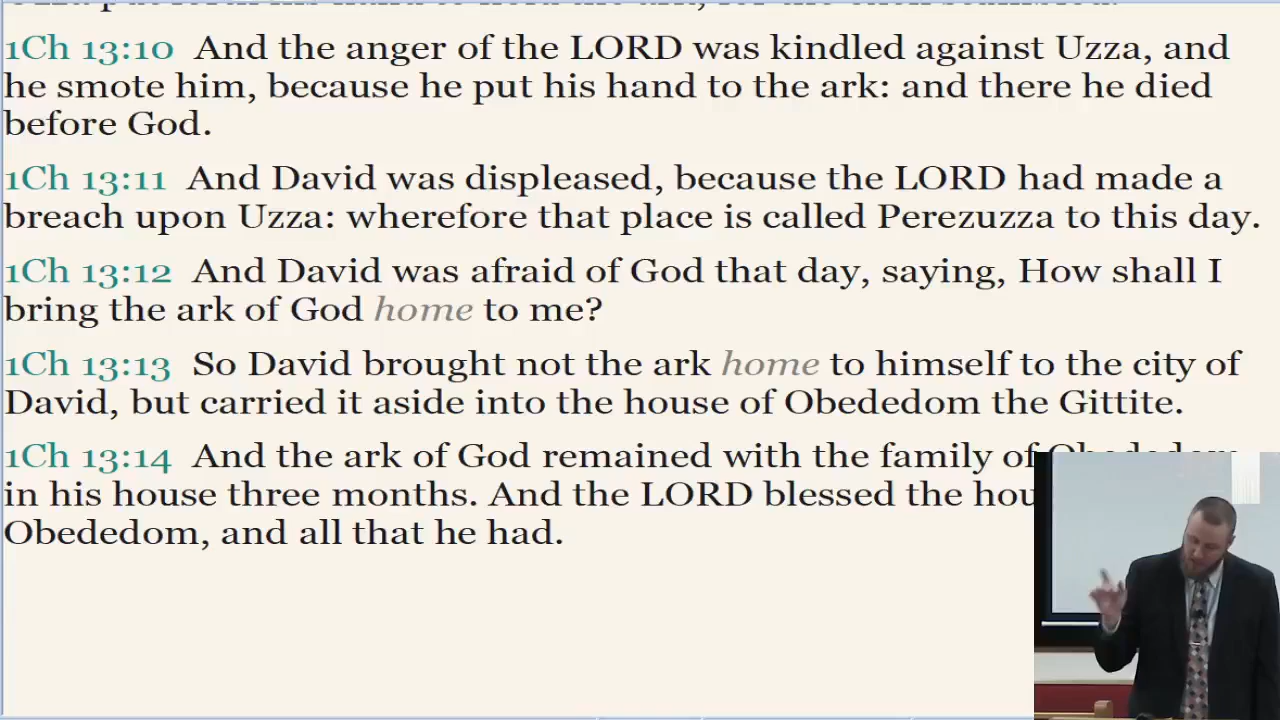 1Ch 13:10 And the anger of the LORD was kindled against Uzza, and
he smote him, because he put his hand to the ark: and there he died
before God.
1Ch 13:11 And David was displeased, because the LORD had made a
breach upon Uzza: wherefore that place is called Perezuzza to this day.
1Ch 13:12 And David was afraid of God that day, saying, How shall I
bring the ark of God home to me?
1Ch 13:13 So David brought not the ark home to himself to the city of
David, but carried it aside into the house of Obededom the Gittite.
1Ch 13:14 And the ark of God remained with the family of Obededom
in his house three months. And the LORD blessed the hou
Obededom, and all that he had.